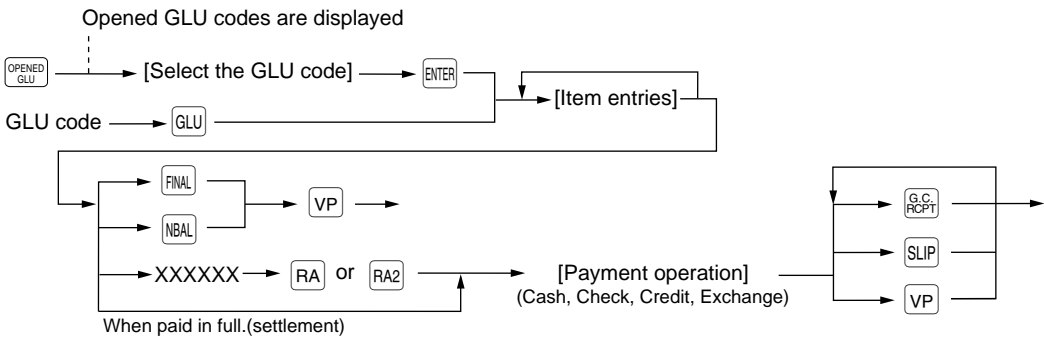 Opened GLU codes are displayed
OPENED GLU [Select the GLU code] ENTER
[Item entries]
GLU code GLU
FINAL
VP
NBAL
G.C. RCPT
SLIP
XXXXXX RA or RA2 [Payment operation]
(Cash, Check, Credit, Exchange)
VP
When paid in full.(settlement)